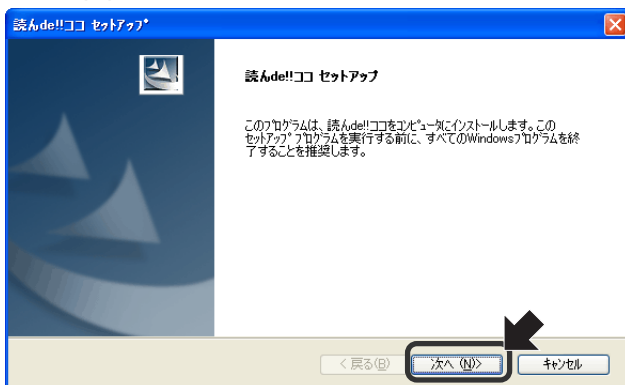 読んde!!ココ セットアップ
読んde!!ココ セットアップ
このプログラムは、読んde!!ココをコンピュータにインストールします。この
セットアップ プログラムを実行する前に、すべてのWindowsプログラムを終
了することを推奨します。
< 戻る(B) 次へ (N)> キャンセル